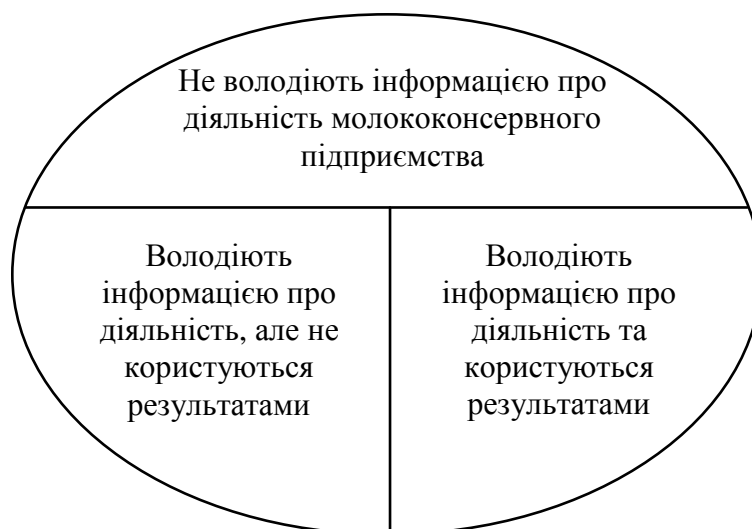 Не володіють інформацією про
діяльність молококонсервного
підприємства
Володіють
інформацією про
діяльність, але не
користуються
результатами
Володіють
інформацією про
діяльність та
користуються
результатами